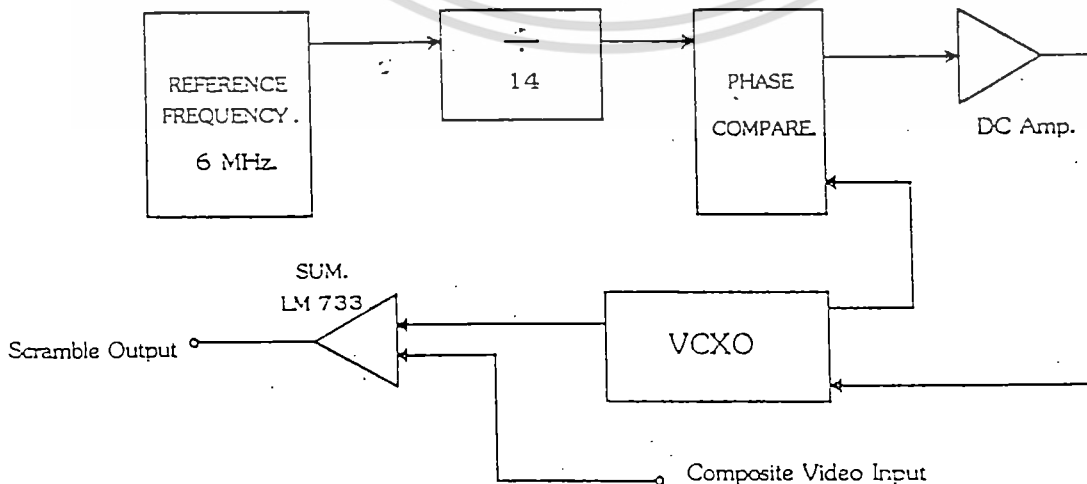 REFERENCE
FREQUENCY.
6 MHz.
÷
14
PHASE
COMPARE.
DC Amp.
SUM.
LM 733
VCXO
Scramble Output
Composite Video Input